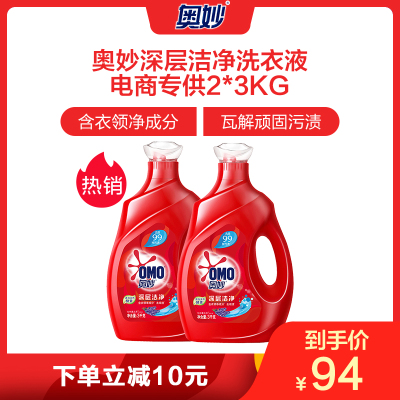 奥妙
奥妙深层洁净洗衣液
电商专供2*3KG
含衣领净成分
瓦解顽固污渍
热销
99
99
OMO
奥妙
深层洁净
OMO
奥妙
深层洁净
下单立减10元
到手价
¥94